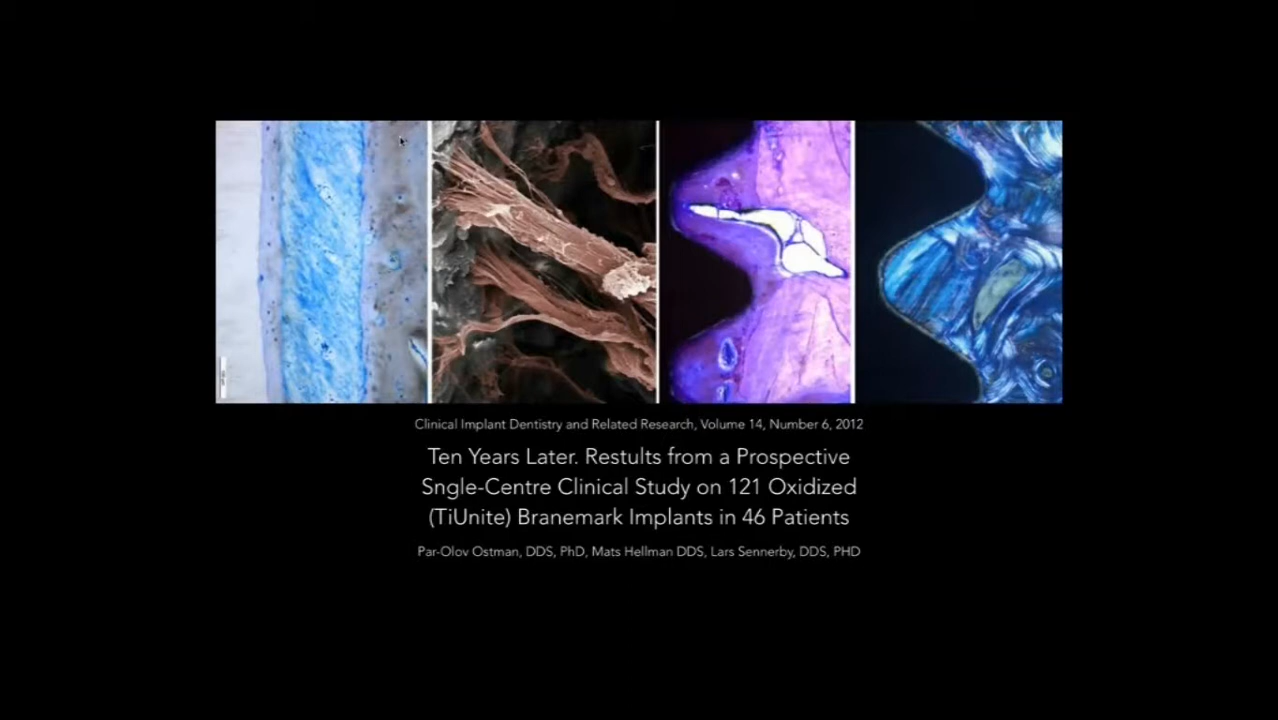 Clinical Implant Dentistry and Related Research, Volume 14, Number 6, 2012
Ten Years Later. Restults from a Prospective
Sngle-Centre Clinical Study on 121 Oxidized
(TiUnite) Branemark Implants in 46 Patients
Par-Olov Ostman, DDS, PhD, Mats Hellman DDS, Lars Sennerby, DDS, PHD